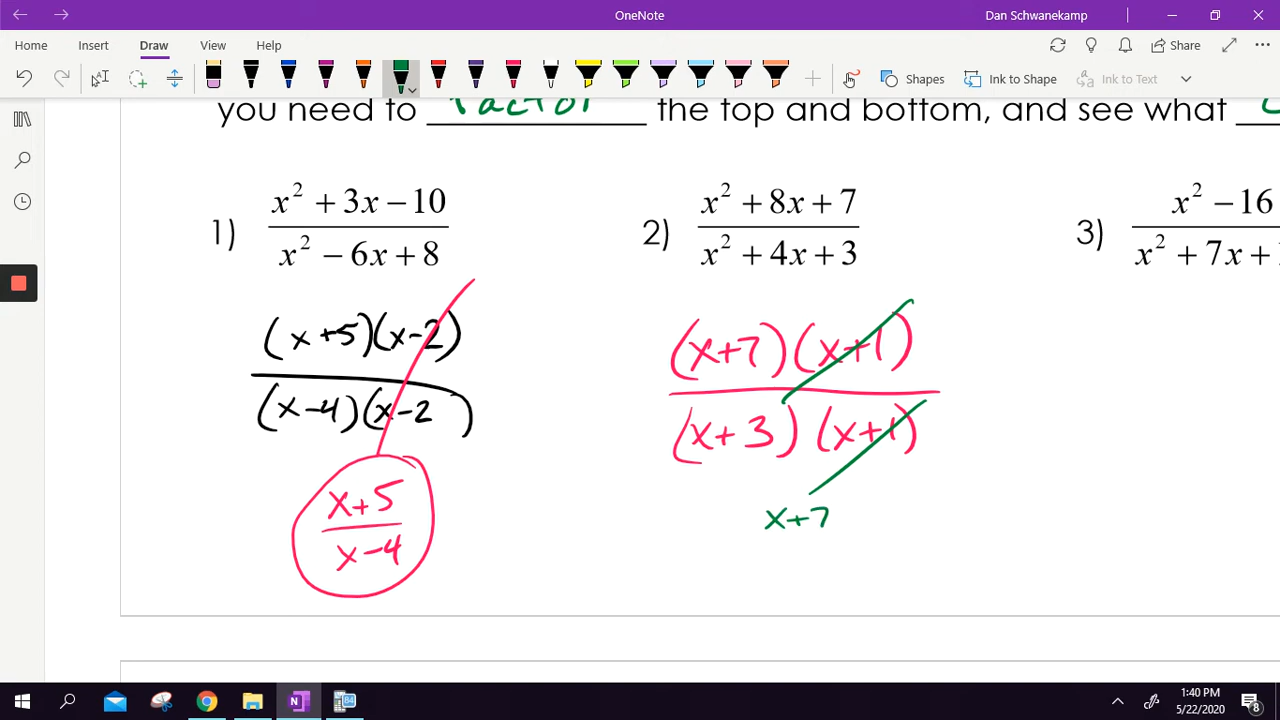 OneNote
Dan Schwanekamp
Home Insert Draw View Help
Share
Shapes Ink to Shape Ink to Text
you need to factor the top and bottom, and see what
1) x² + 3x − 10
x² − 6x + 8
(x+5)(x-2)
(x-4)(x-2)
x+5
x-4
2) x² + 8x + 7
x² + 4x + 3
(x+7)(x+1)
(x+3)(x+1)
x+7
3) x² − 16
x² + 7x +
1:40 PM
5/22/2020
8